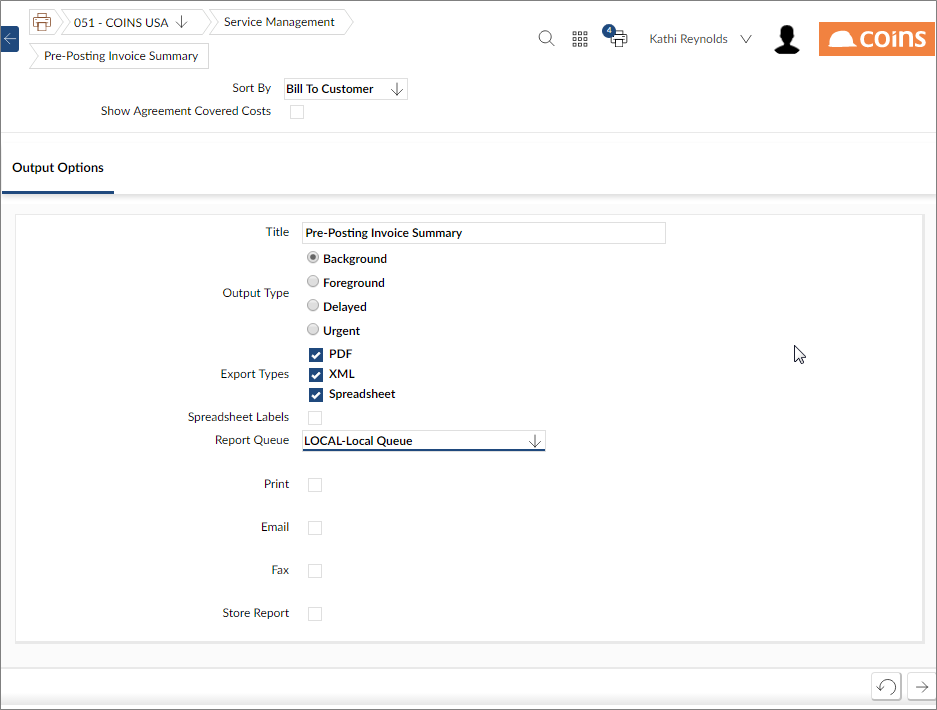 051 - COINS USA
Service Management
4
Kathi Reynolds
coins
Pre-Posting Invoice Summary
Sort By Bill To Customer
Show Agreement Covered Costs
Output Options
Title Pre-Posting Invoice Summary
Background
Foreground
Output Type
Delayed
Urgent
PDF
Export Types XML
Spreadsheet
Spreadsheet Labels
Report Queue LOCAL-Local Queue
Print
Email
Fax
Store Report